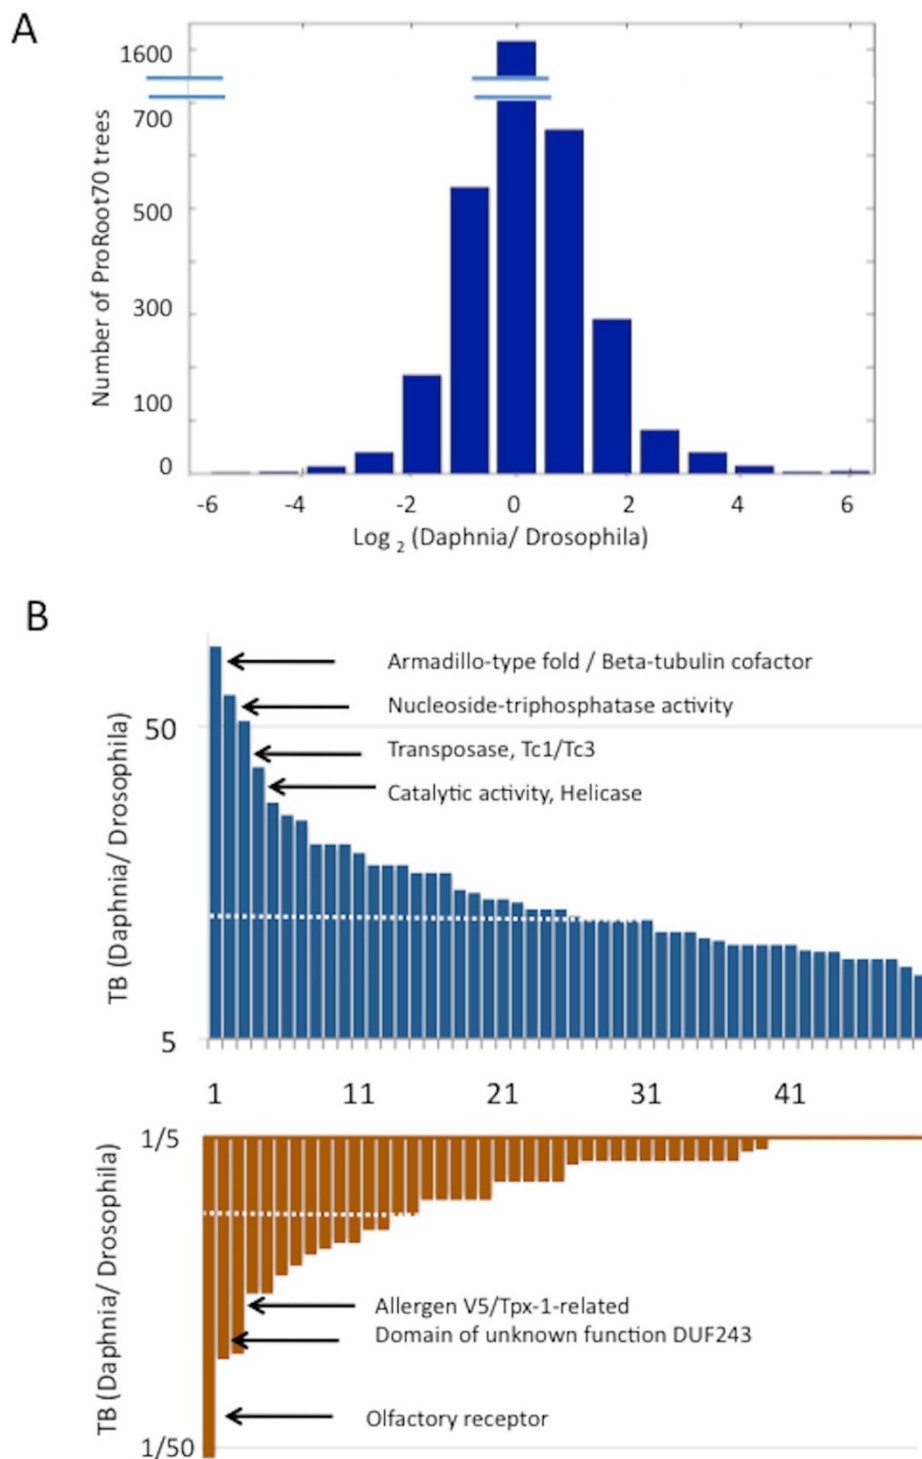 A
1600
700
500
300
100
0
Number of ProRoot70 trees
-6 -4 -2 0 2 4 6
Log 2 (Daphnia/ Drosophila)
B
Armadillo-type fold / Beta-tubulin cofactor
Nucleoside-triphosphatase activity
50
Transposase, Tc1/Tc3
Catalytic activity, Helicase
TB (Daphnia/ Drosophila)
5
1 11 21 31 41
1/5
TB (Daphnia/ Drosophila)
Allergen V5/Tpx-1-related
Domain of unknown function DUF243
Olfactory receptor
1/50